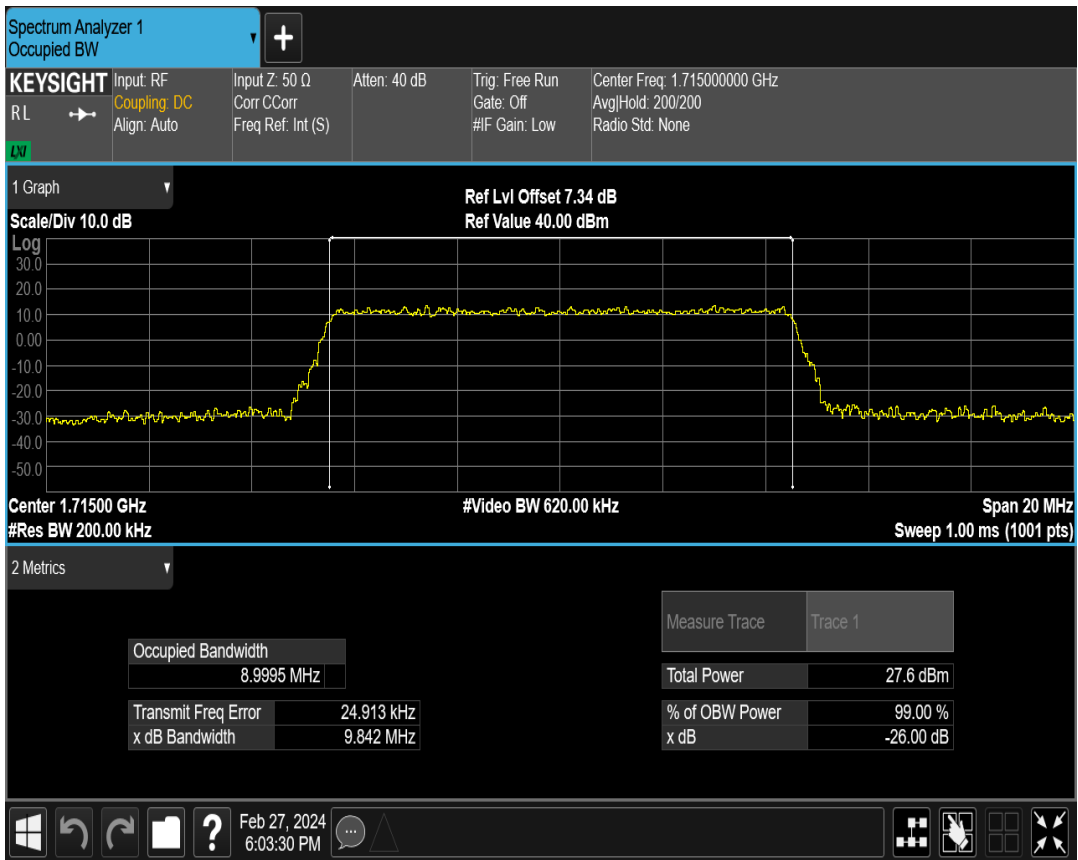 Spectrum Analyzer 1
Occupied BW
KEYSIGHT
RL
LXI
Input: RF
Coupling: DC
Align: Auto
Input Z: 50 Ω
Corr CCorr
Freq Ref: Int (S)
Atten: 40 dB
Trig: Free Run
Gate: Off
#IF Gain: Low
Center Freq: 1.715000000 GHz
Avg|Hold: 200/200
Radio Std: None
1 Graph
Scale/Div 10.0 dB
Ref Lvl Offset 7.34 dB
Ref Value 40.00 dBm
Log
30.0
20.0
10.0
0.00
-10.0
-20.0
-30.0
-40.0
-50.0
Center 1.71500 GHz
#Video BW 620.00 kHz
Span 20 MHz
#Res BW 200.00 kHz
Sweep 1.00 ms (1001 pts)
2 Metrics
Measure Trace Trace 1
Occupied Bandwidth
8.9995 MHz
Total Power 27.6 dBm
Transmit Freq Error 24.913 kHz
% of OBW Power 99.00 %
x dB Bandwidth 9.842 MHz
x dB -26.00 dB
Feb 27, 2024
6:03:30 PM